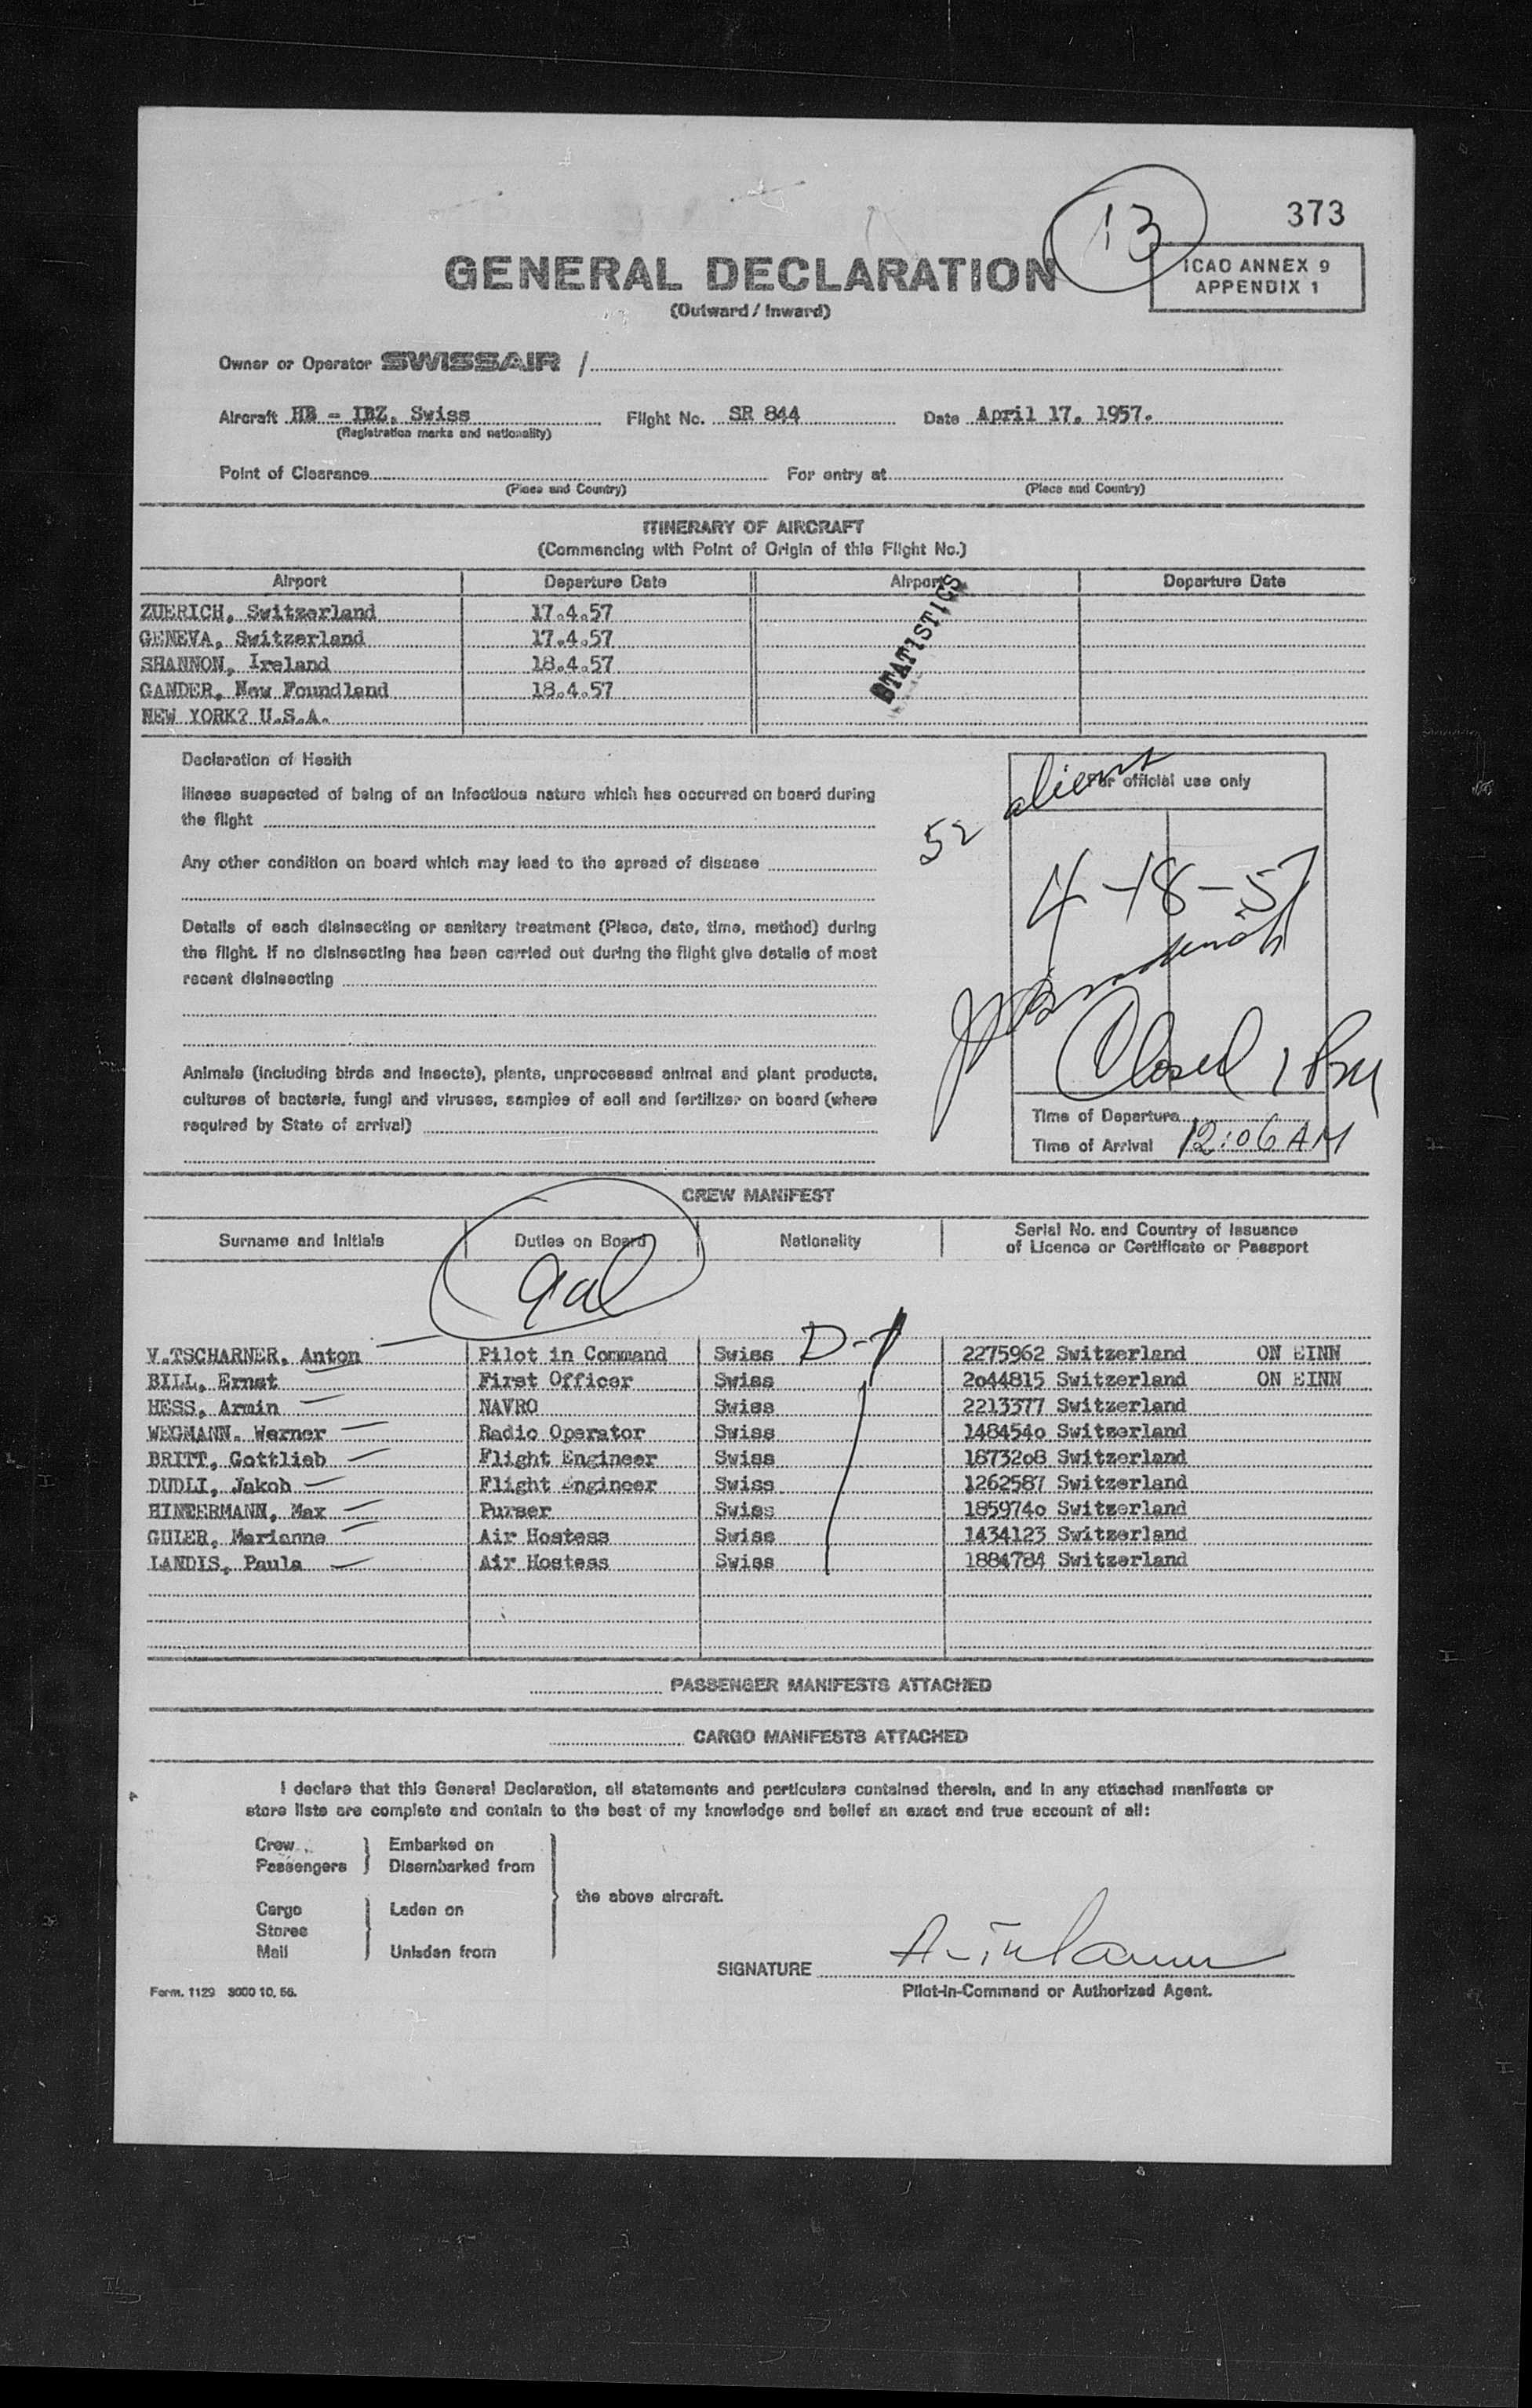 13
373
GENERAL DECLARATION
ICAO ANNEX 9
APPENDIX 1
(Outward / Inward)
Owner or Operator SWISSAIR /
Aircraft HB - IBZ, Swiss Flight No. SR 844 Date April 17, 1957.
(Registration marks and nationality)
Point of Clearance For entry at
(Place and Country) (Place and Country)
ITINERARY OF AIRCRAFT
(Commencing with Point of Origin of this Flight No.)
Airport Departure Date Airport Departure Date
STATISTICS
ZUERICH, Switzerland 17.4.57
GENEVA, Switzerland 17.4.57
SHANNON, Ireland 18.4.57
GANDER, New Foundland 18.4.57
NEW YORK? U.S.A.
Declaration of Health
Illness suspected of being of an infectious nature which has occurred on board during
the flight
Any other condition on board which may lead to the spread of disease
Details of each disinsecting or sanitary treatment (Place, date, time, method) during
the flight. If no disinsecting has been carried out during the flight give details of most
recent disinsecting
Animals (including birds and insects), plants, unprocessed animal and plant products,
cultures of bacteria, fungi and viruses, samples of soil and fertilizer on board (where
required by State of arrival)
For official use only
52
4-18-57
Closed
Time of Departure
Time of Arrival 12:06 AM
CREW MANIFEST
Surname and Initials Duties on Board Nationality Serial No. and Country of Issuance
of Licence or Certificate or Passport
D-1
V.TSCHARNER, Anton Pilot in Command Swiss 2275962 Switzerland ON EINN
BILL, Ernst First Officer Swiss 2o44815 Switzerland ON EINN
HESS, Armin NAVRO Swiss 2213377 Switzerland
WEGMANN. Werner Radio Operator Swiss 148454o Switzerland
BRITT, Gottlieb Flight Engineer Swiss 18732o8 Switzerland
DUDLI, Jakob Flight Engineer Swiss 1262587 Switzerland
HINTERMANN, Max Purser Swiss 185974o Switzerland
GUIER, Marianne Air Hostess Swiss 1434123 Switzerland
LANDIS, Paula Air Hostess Swiss 1884784 Switzerland
PASSENGER MANIFESTS ATTACHED
CARGO MANIFESTS ATTACHED
I declare that this General Declaration, all statements and particulars contained therein, and in any attached manifests or
store lists are complete and contain to the best of my knowledge and belief an exact and true account of all:
Crew Embarked on
Passengers Disembarked from
the above aircraft.
Cargo Laden on
Stores
Mail Unladen from
SIGNATURE
Pilot-in-Command or Authorized Agent.
Form. 1129 3000 10. 56.